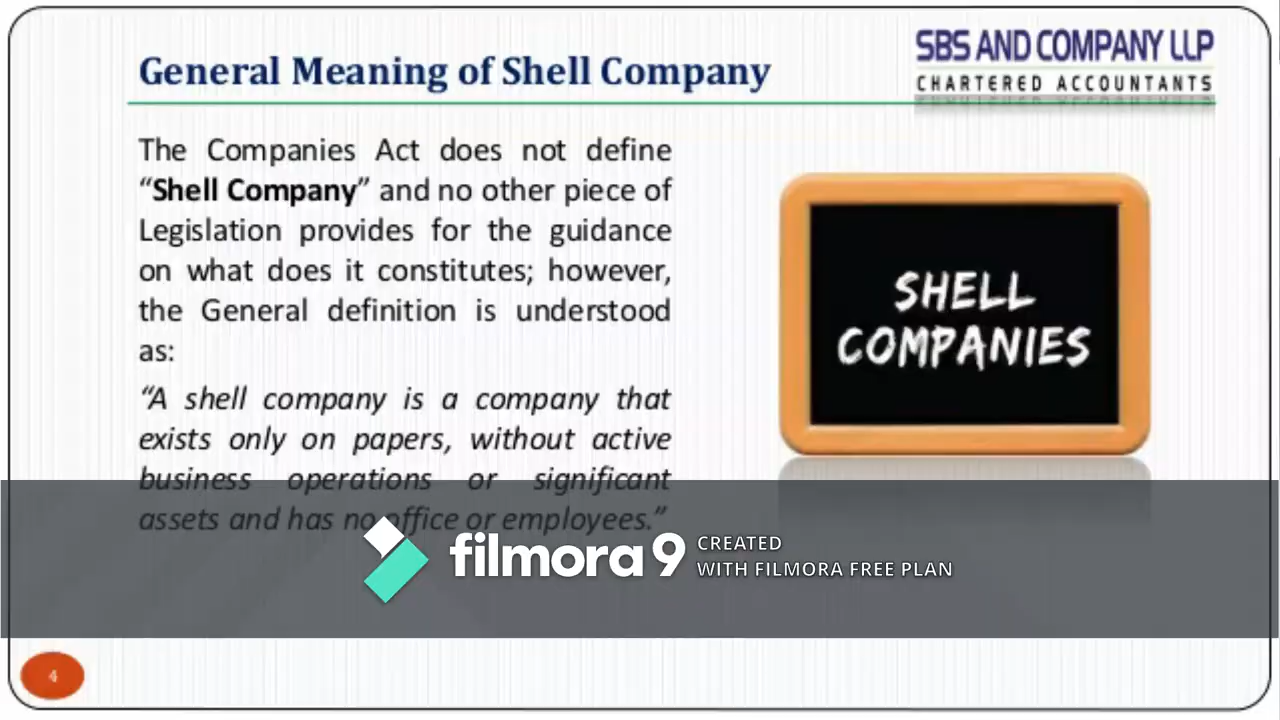 General Meaning of Shell Company
SBS AND COMPANY LLP
CHARTERED ACCOUNTANTS
The Companies Act does not define
“Shell Company” and no other piece of
Legislation provides for the guidance
on what does it constitutes; however,
the General definition is understood
as:
“A shell company is a company that
exists only on papers, without active
business operations or significant
assets and has no office or employees.”
SHELL
COMPANIES
filmora9
CREATED
WITH FILMORA FREE PLAN
4